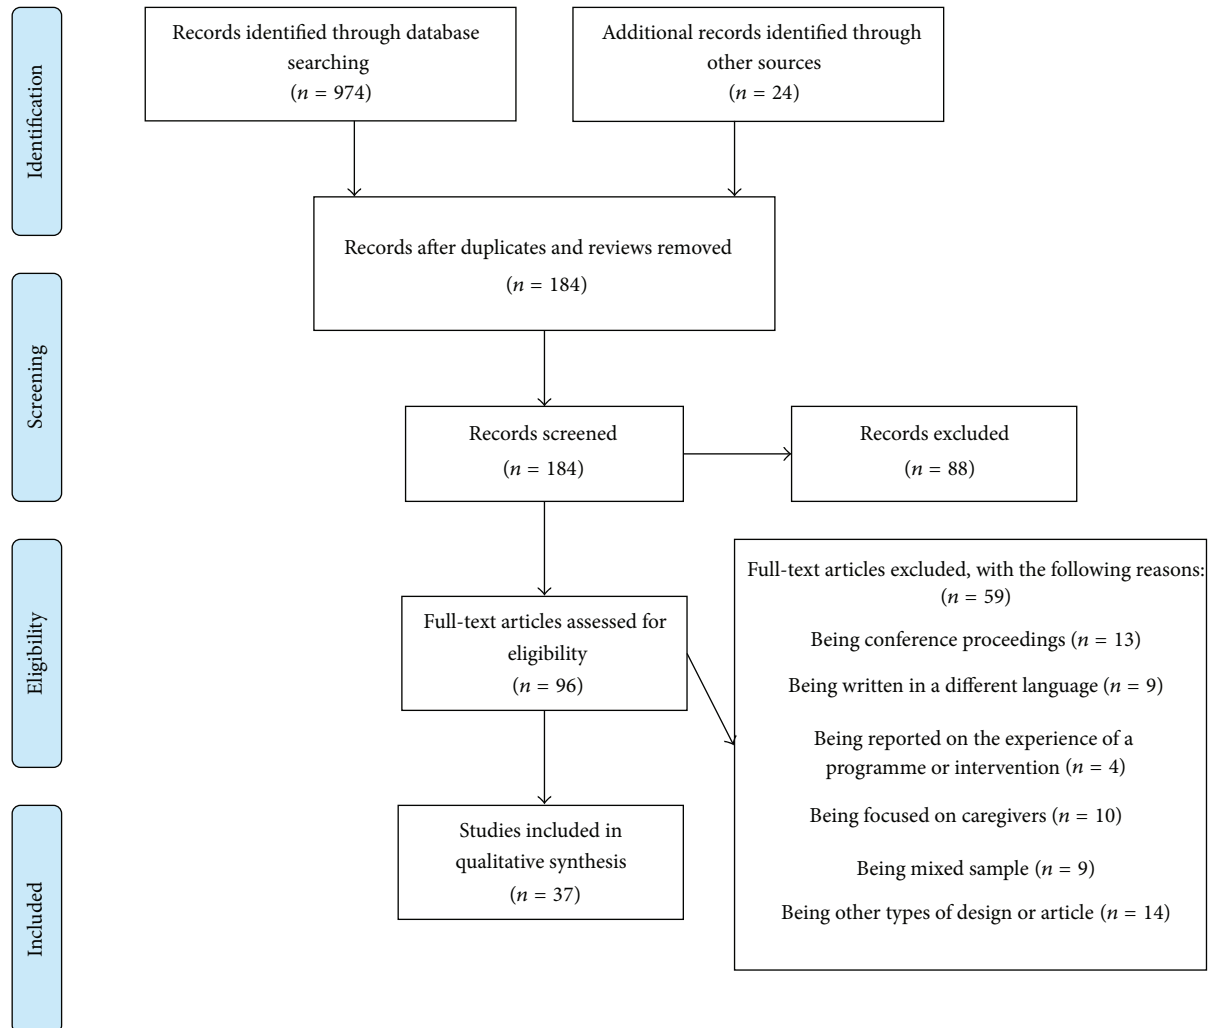 Identification
Records identified through database
searching
(n = 974)
Additional records identified through
other sources
(n = 24)
Records after duplicates and reviews removed
(n = 184)
Screening
Records screened
(n = 184)
Records excluded
(n = 88)
Eligibility
Full-text articles assessed for
eligibility
(n = 96)
Full-text articles excluded, with the following reasons:
(n = 59)
Being conference proceedings (n = 13)
Being written in a different language (n = 9)
Being reported on the experience of a
programme or intervention (n = 4)
Being focused on caregivers (n = 10)
Being mixed sample (n = 9)
Being other types of design or article (n = 14)
Included
Studies included in
qualitative synthesis
(n = 37)